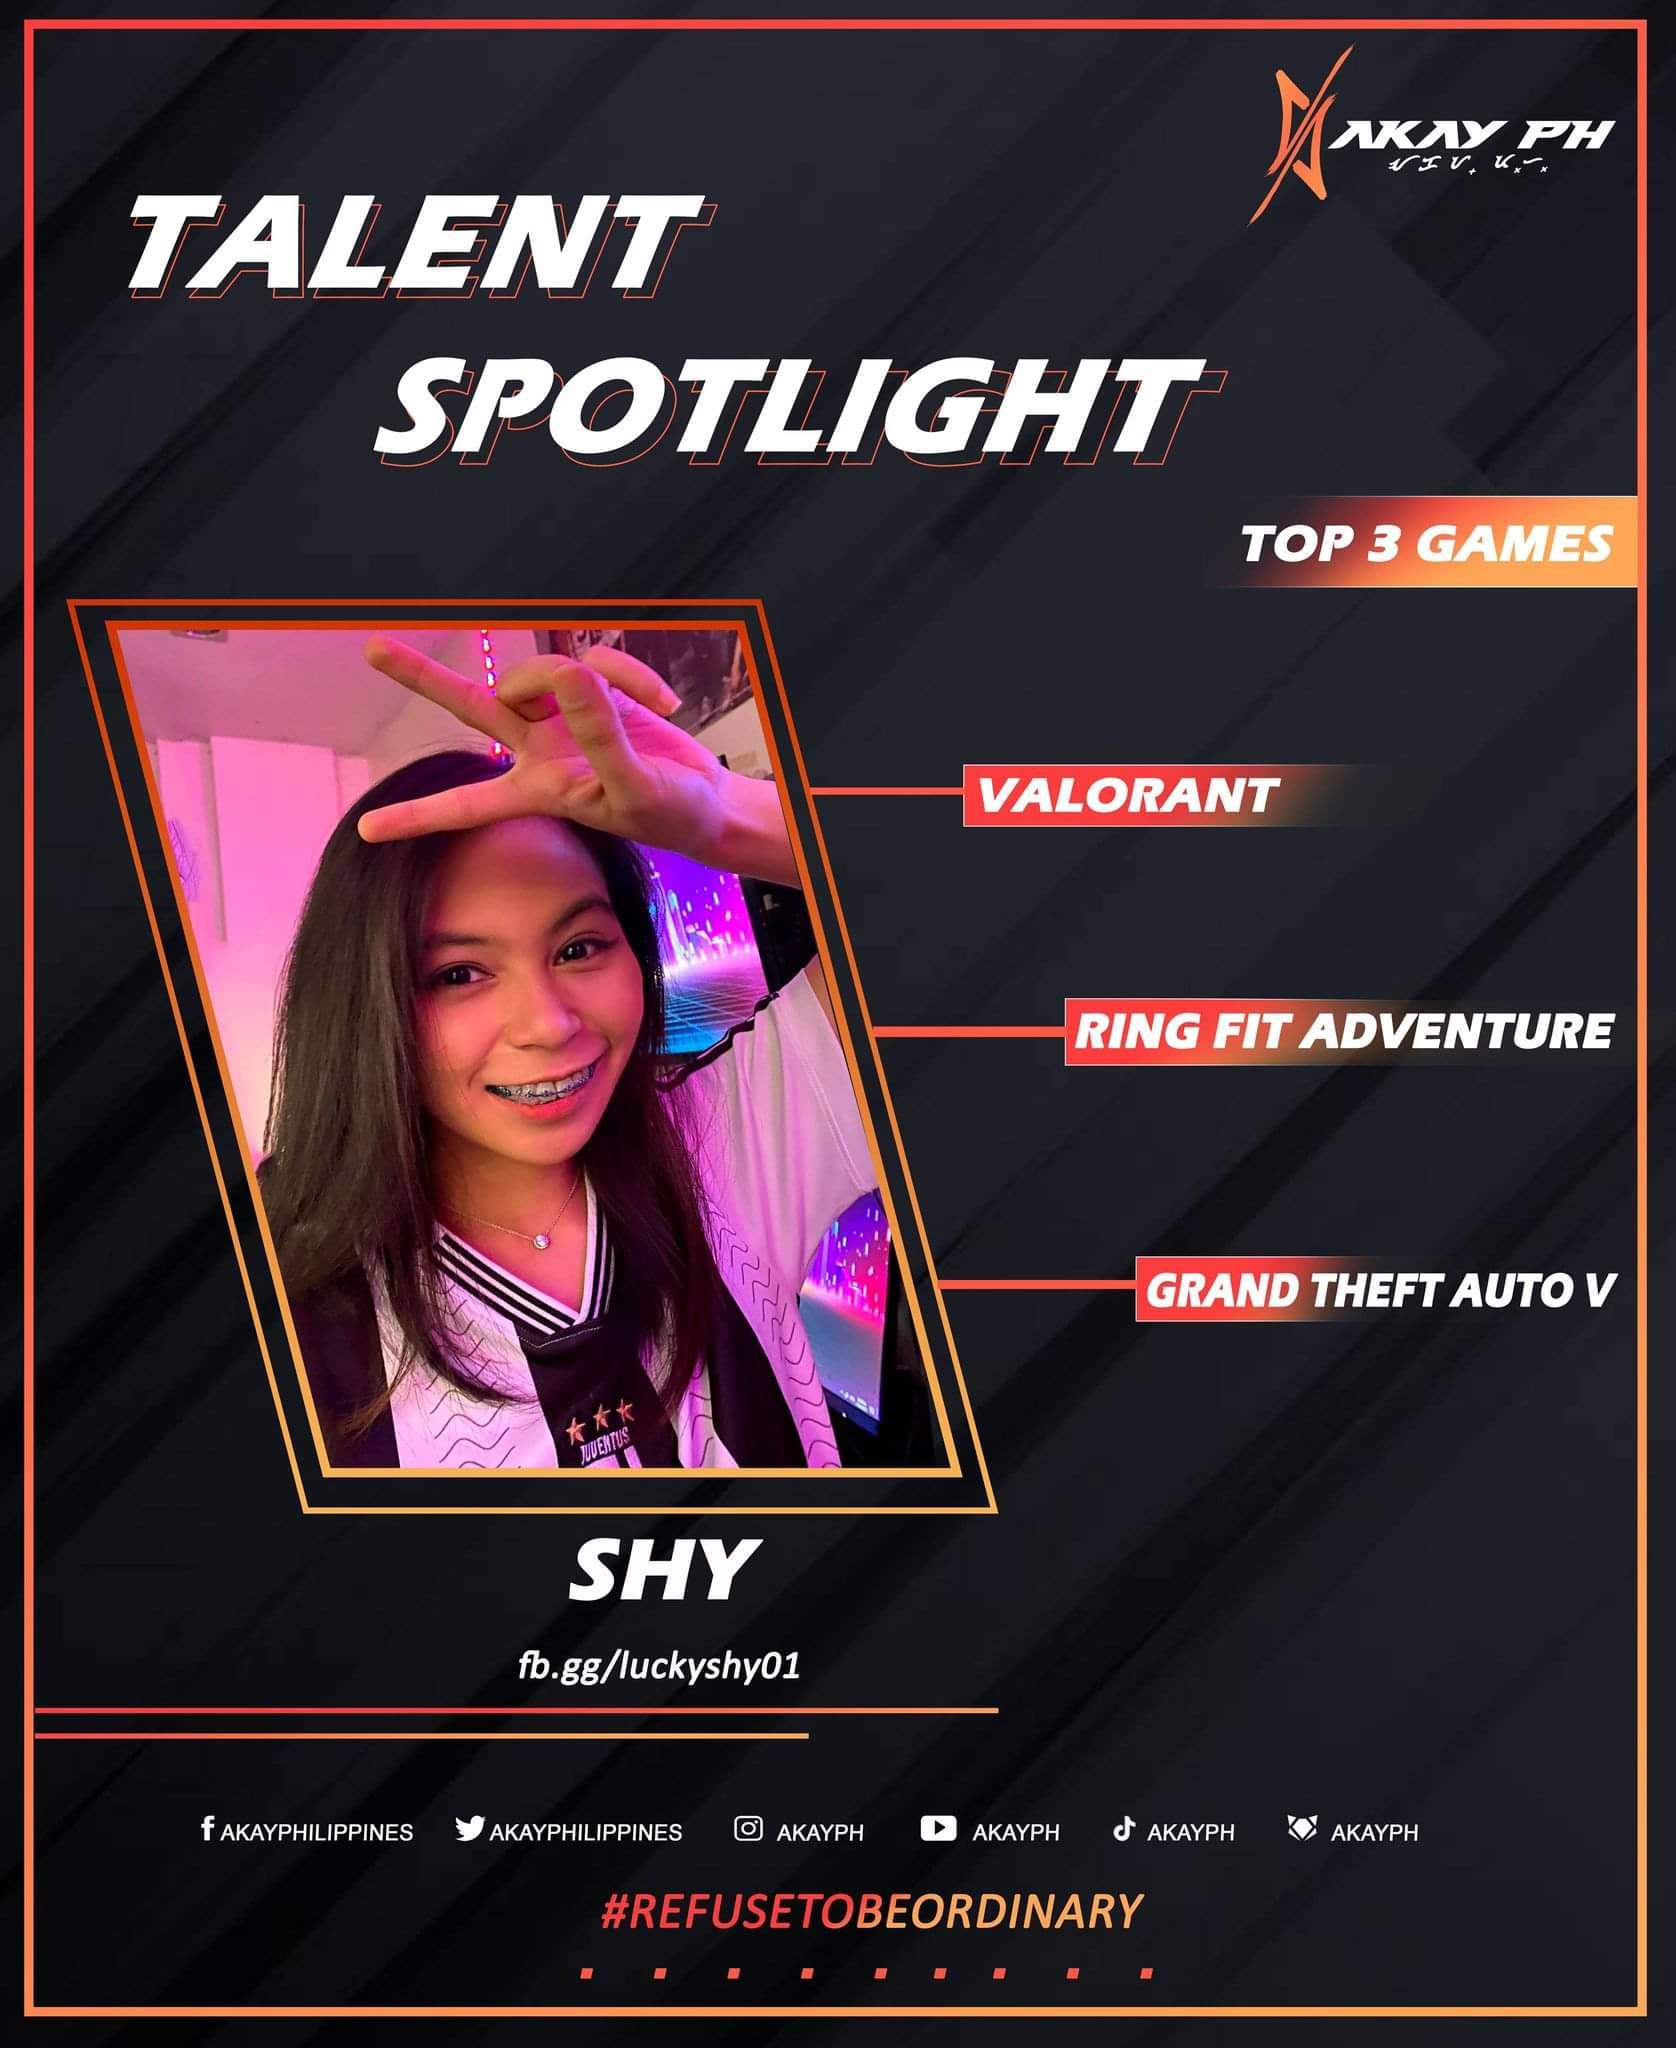 AKAY PH
TALENT
SPOTLIGHT
TOP 3 GAMES
VALORANT
RING FIT ADVENTURE
GRAND THEFT AUTO V
JUVENTUS
SHY
fb.gg/luckyshy01
AKAYPHILIPPINES AKAYPHILIPPINES AKAYPH AKAYPH AKAYPH AKAYPH
#REFUSETOBEORDINARY